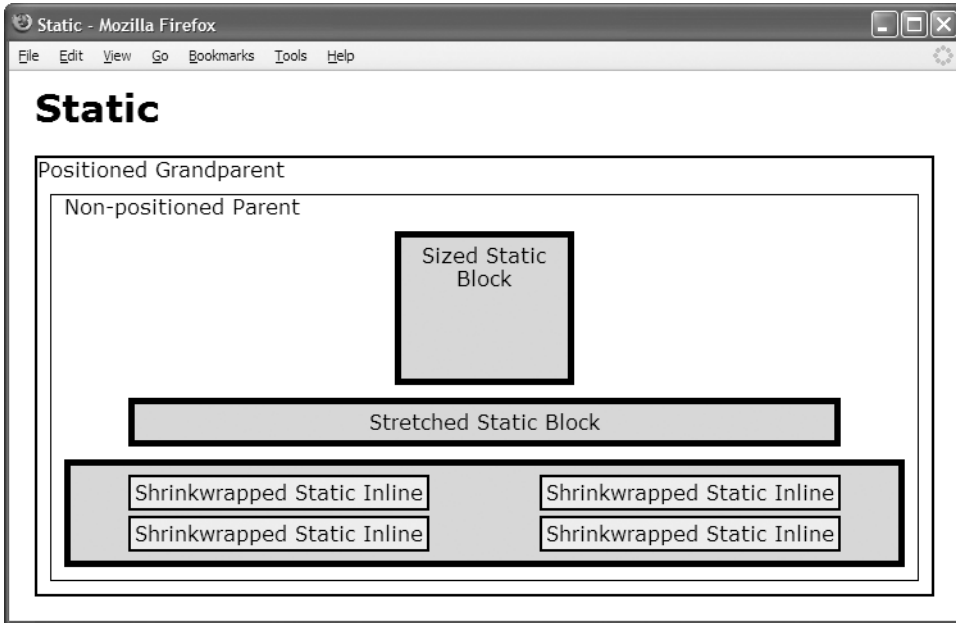 Static - Mozilla Firefox
File Edit View Go Bookmarks Tools Help
Static
Positioned Grandparent
Non-positioned Parent
Sized Static
Block
Stretched Static Block
Shrinkwrapped Static Inline Shrinkwrapped Static Inline
Shrinkwrapped Static Inline Shrinkwrapped Static Inline